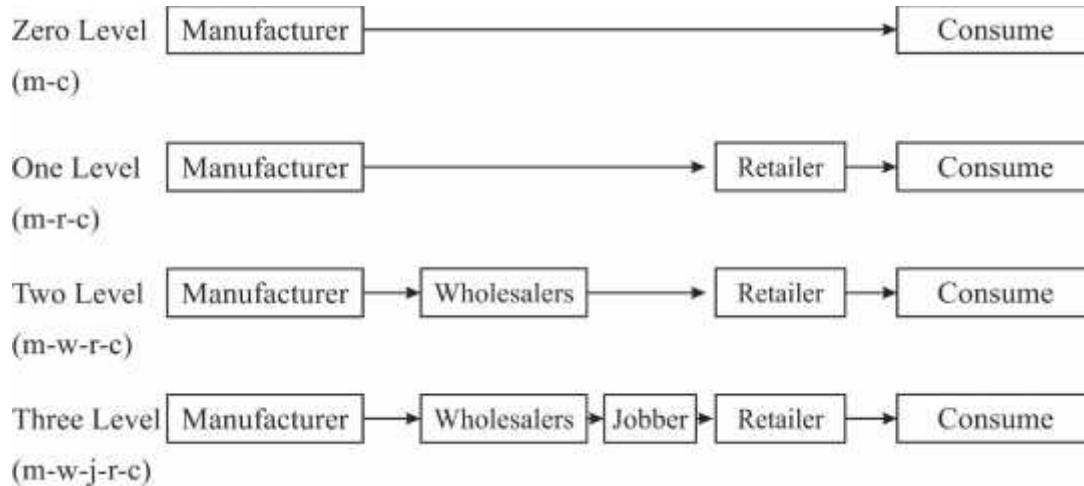 Zero Level Manufacturer Consume
(m-c)
One Level Manufacturer Retailer Consume
(m-r-c)
Two Level Manufacturer Wholesalers Retailer Consume
(m-w-r-c)
Three Level Manufacturer Wholesalers Jobber Retailer Consume
(m-w-j-r-c)